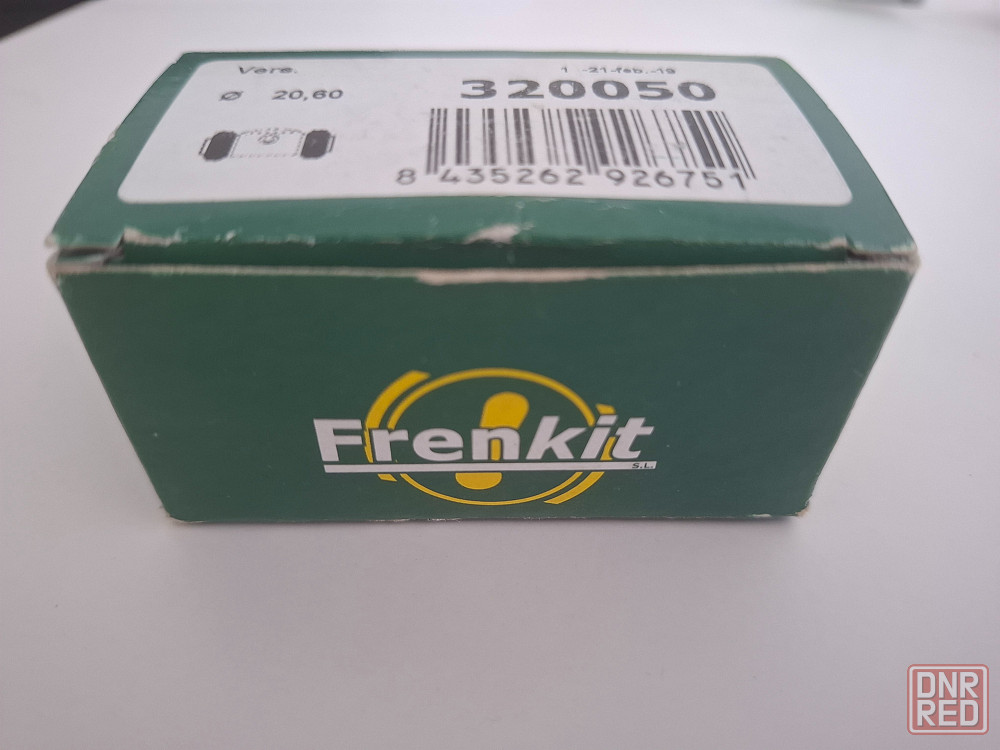 Vers.
1 -21-feb.-19
Ø 20,60
320050
8 435262 926751
Frenkit
S.L.
DNR
RED